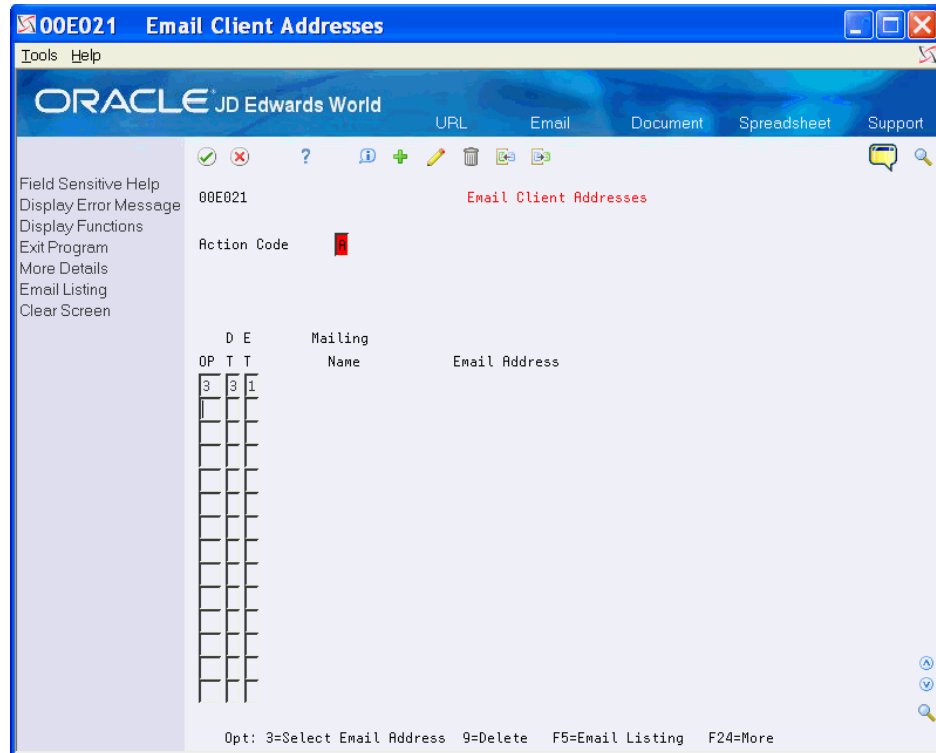 00E021 Email Client Addresses
Tools Help
ORACLE JD Edwards World
URL Email Document Spreadsheet Support
Field Sensitive Help
Display Error Message
Display Functions
Exit Program
More Details
Email Listing
Clear Screen
00E021 Email Client Addresses
Action Code A
D E Mailing
OP T T Name Email Address
3 3 1
Opt: 3=Select Email Address 9=Delete F5=Email Listing F24=More